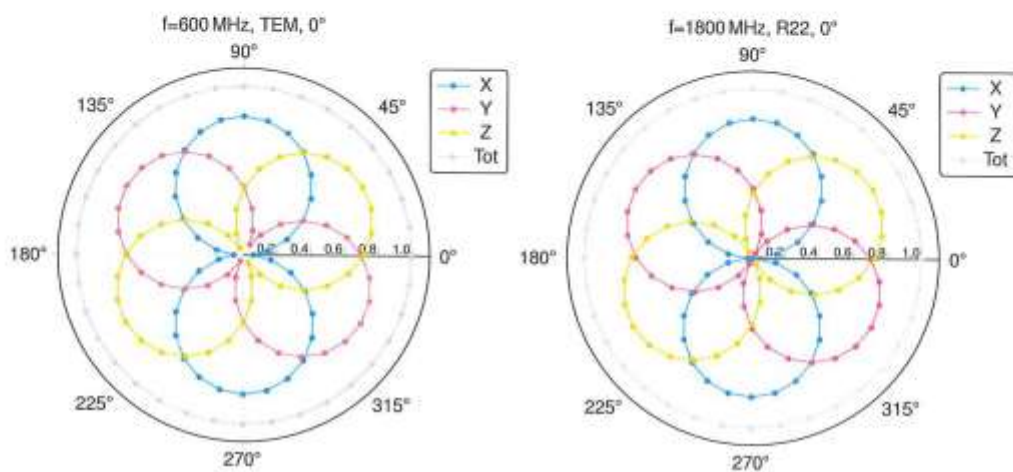 f=600 MHz, TEM, 0°
90°
135°
45°
180°
0°
225°
315°
270°
0.2 0.4 0.6 0.8 1.0
X
Y
Z
Tot
f=1800 MHz, R22, 0°
90°
135°
45°
180°
0°
225°
315°
270°
0.2 0.4 0.6 0.8 1.0
X
Y
Z
Tot